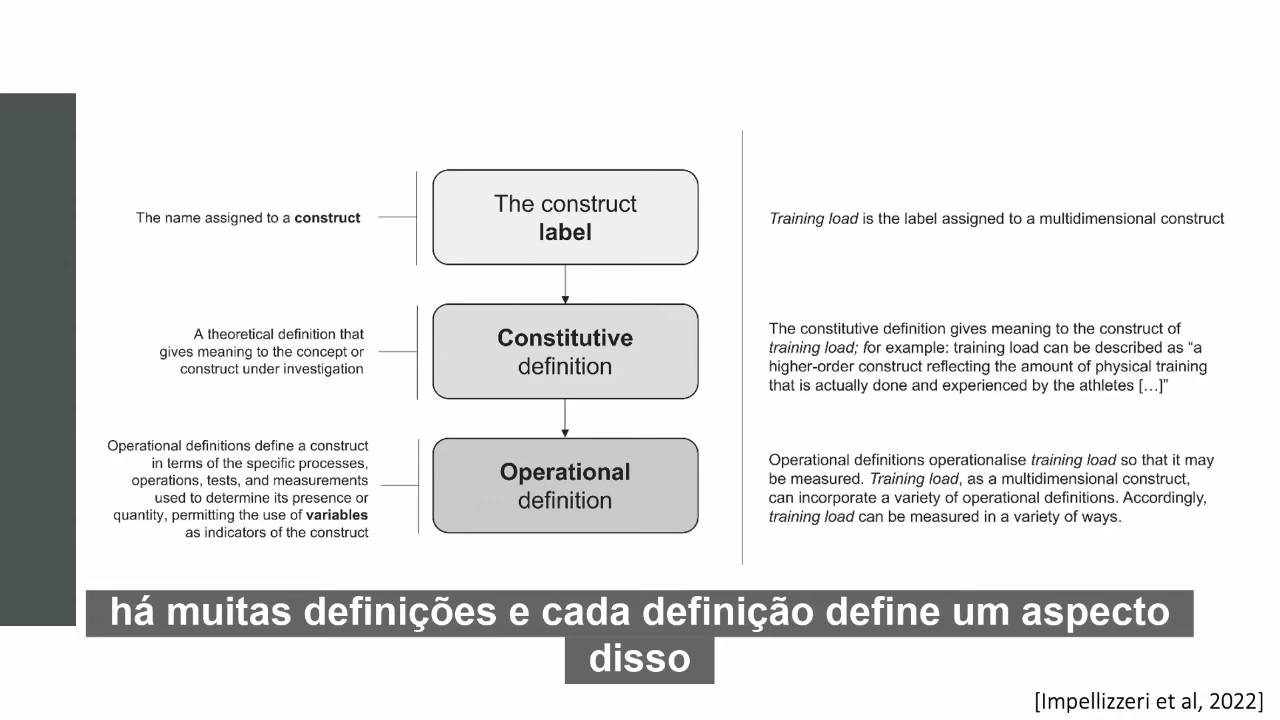 The name assigned to a construct
The construct
label
Training load is the label assigned to a multidimensional construct
A theoretical definition that
gives meaning to the concept or
construct under investigation
Constitutive
definition
The constitutive definition gives meaning to the construct of
training load; for example: training load can be described as “a
higher-order construct reflecting the amount of physical training
that is actually done and experienced by the athletes […]”
Operational definitions define a construct
in terms of the specific processes,
operations, tests, and measurements
used to determine its presence or
quantity, permitting the use of variables
as indicators of the construct
Operational
definition
Operational definitions operationalise training load so that it may
be measured. Training load, as a multidimensional construct,
can incorporate a variety of operational definitions. Accordingly,
training load can be measured in a variety of ways.
há muitas definições e cada definição define um aspecto
disso
[Impellizzeri et al, 2022]